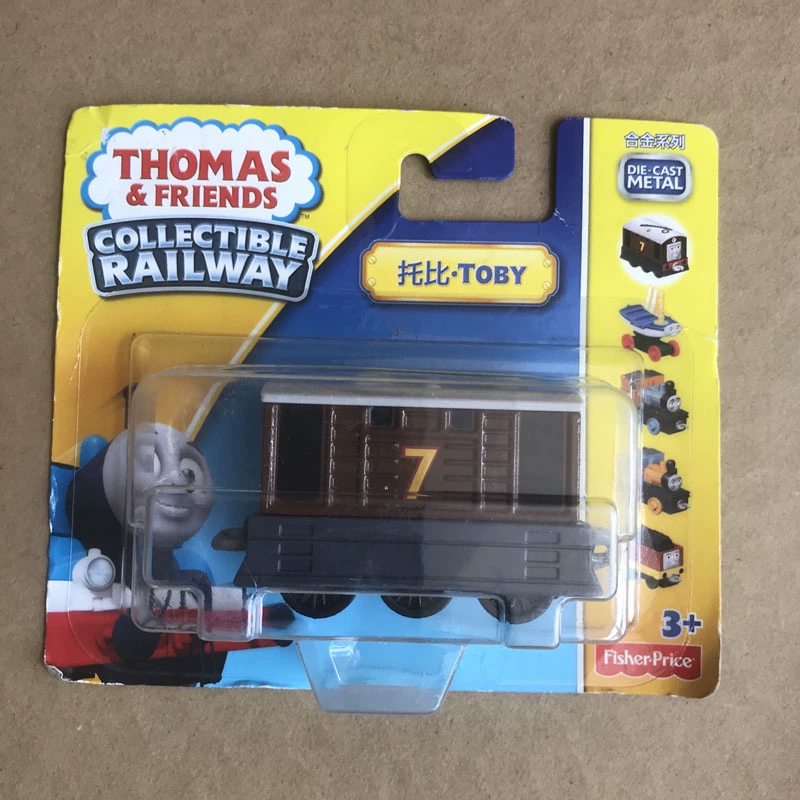 THOMAS
& FRIENDS
™
COLLECTIBLE
RAILWAY
托比·TOBY
合金系列
DIE-CAST
METAL
7
7
3+
Fisher-Price